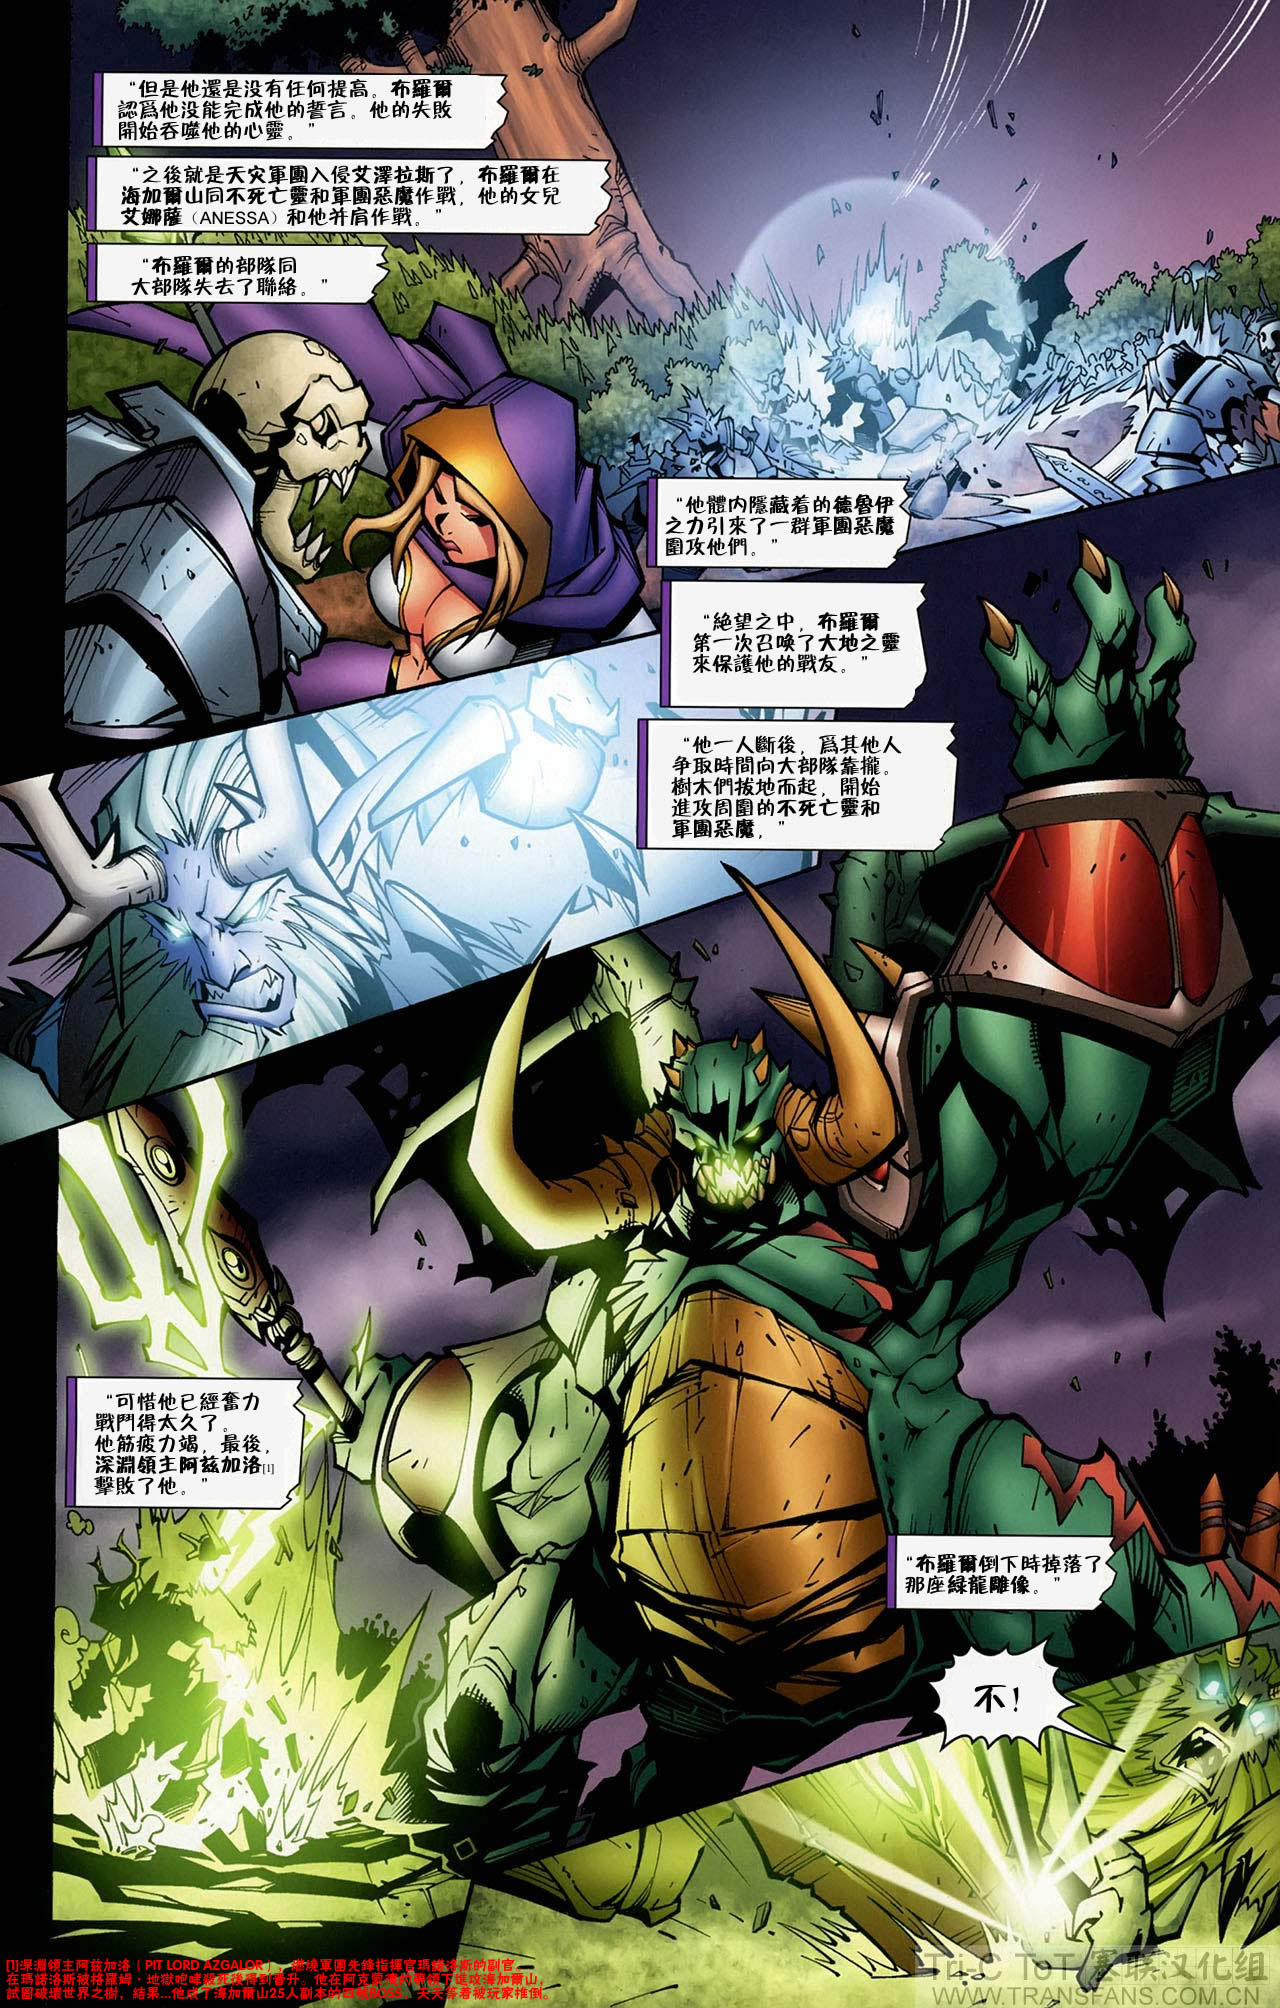 “但是他還是没有任何提高。布羅爾
認爲他没能完成他的誓言。他的失敗
開始吞噬他的心靈。”
“之後就是天灾軍團入侵艾澤拉斯了，布羅爾在
海加爾山同不死亡靈和軍團惡魔作戰，他的女兒
艾娜薩（ANESSA）和他并肩作戰。”
“布羅爾的部隊同
大部隊失去了聯絡。”
“他體内隱藏着的德魯伊
之力引來了一群軍團惡魔
圍攻他們。”
“絶望之中，布羅爾
第一次召唤了大地之靈
來保護他的戰友。”
“他一人斷後，爲其他人
争取時間向大部隊靠攏。
樹木們拔地而起，開始
進攻周圍的不死亡靈和
軍團惡魔，”
“可惜他已經奮力
戰鬥得太久了。
他筋疲力竭，最後，
深淵領主阿兹加洛[1]
擊敗了他。”
“布羅爾倒下時掉落了
那座緑龍雕像。”
不！
[1]深淵領主阿兹加洛（PIT LORD AZGALOR），燃燒軍團先鋒指揮官瑪諾洛斯的副官，
在瑪諾洛斯被格羅姆·地獄咆哮殺死後得到晋升。他在阿克蒙德的帶領下進攻海加爾山，
試圖破壞世界之樹，結果...他成了海加爾山25人副本的四號BOSS，天天等着被玩家推倒。
Tri-C ToT 塞联汉化组
WWW.TRANSFANS.COM.CN